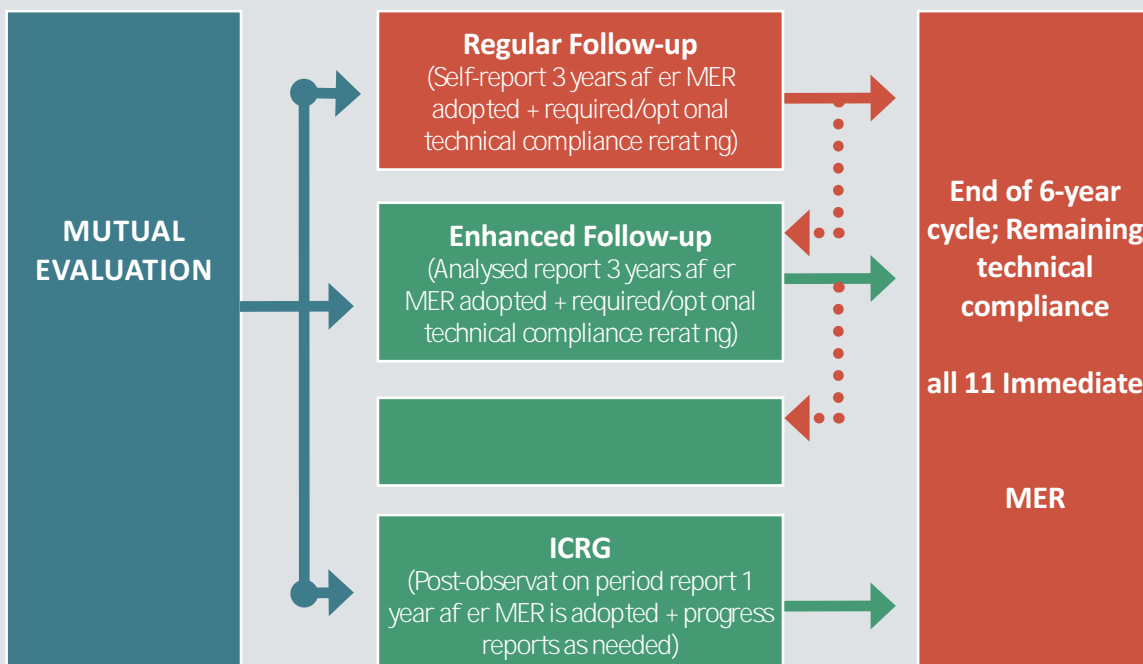 MUTUAL
EVALUATION
Regular Follow-up
(Self-report 3 years af er MER
adopted + required/opt onal
technical compliance rerat ng)
Enhanced Follow-up
(Analysed report 3 years af er
MER adopted + required/opt onal
technical compliance rerat ng)
ICRG
(Post-observat on period report 1
year af er MER is adopted + progress
reports as needed)
End of 6-year
cycle; Remaining
technical
compliance
all 11 Immediate
MER